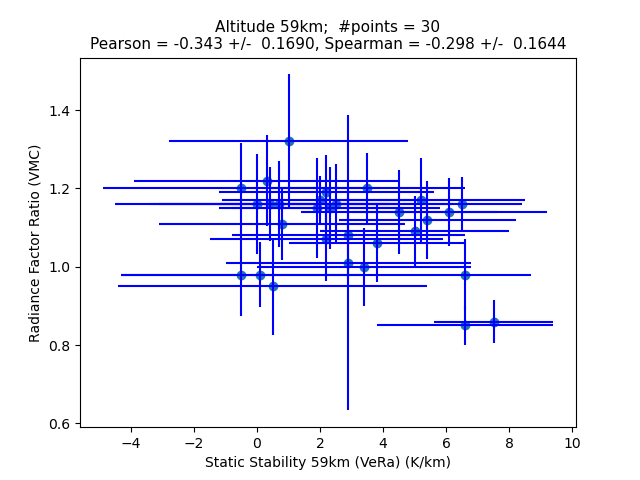 Altitude 59km;  #points = 30
Pearson = -0.343 +/-  0.1690, Spearman = -0.298 +/-  0.1644
1.4
1.2
1.0
0.8
0.6
Radiance Factor Ratio (VMC)
−4 −2 0 2 4 6 8 10
Static Stability 59km (VeRa) (K/km)